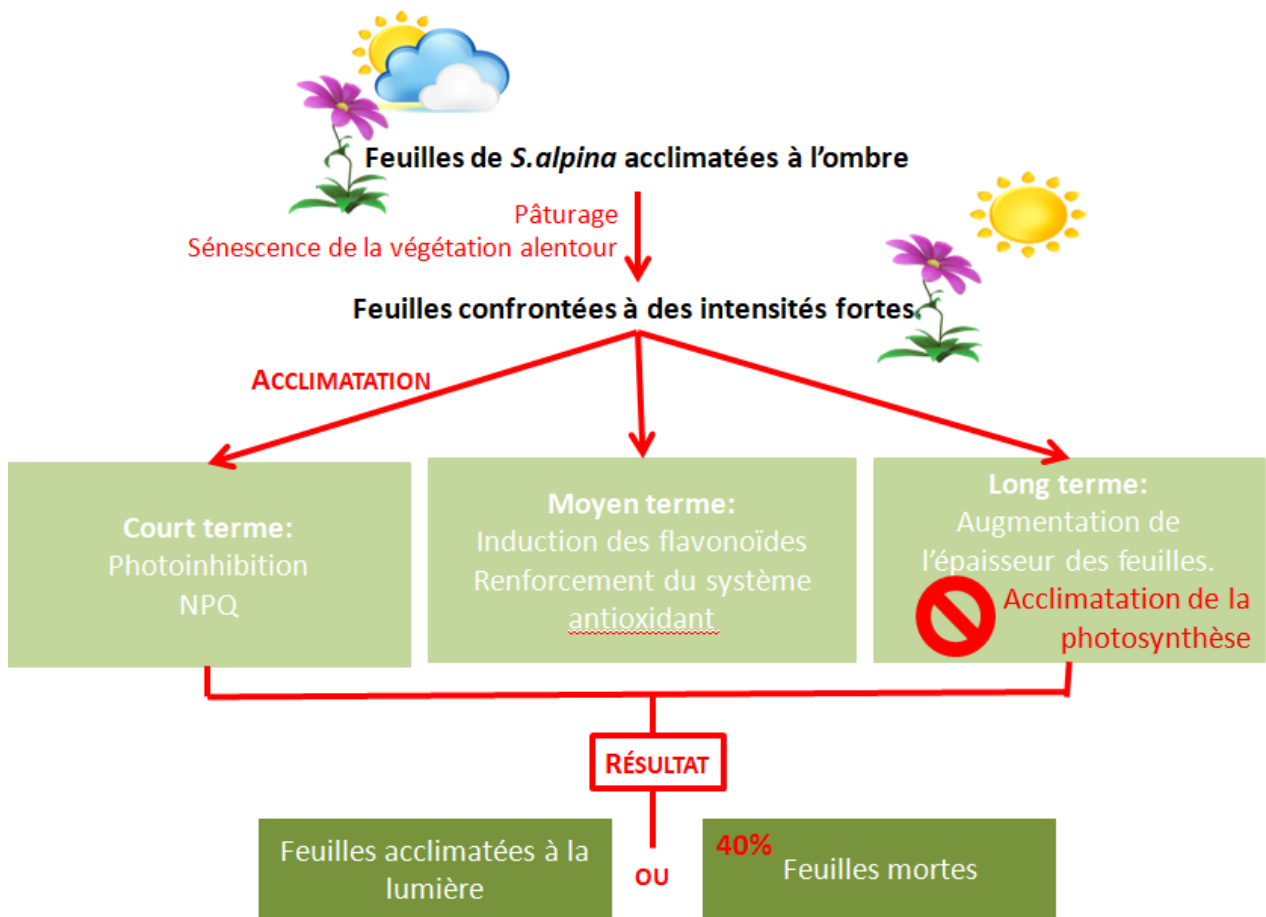 Feuilles de S.alpina acclimatées à l'ombre
Pâturage
Sénescence de la végétation alentour
Feuilles confrontées à des intensités fortes
ACCLIMATATION
Court terme:
Photoinhibition
NPQ
Moyen terme:
Induction des flavonoïdes
Renforcement du système
antioxidant
Long terme:
Augmentation de
l'épaisseur des feuilles.
Acclimatation de la
photosynthèse
RÉSULTAT
Feuilles acclimatées à la
lumière
OU
40%
Feuilles mortes